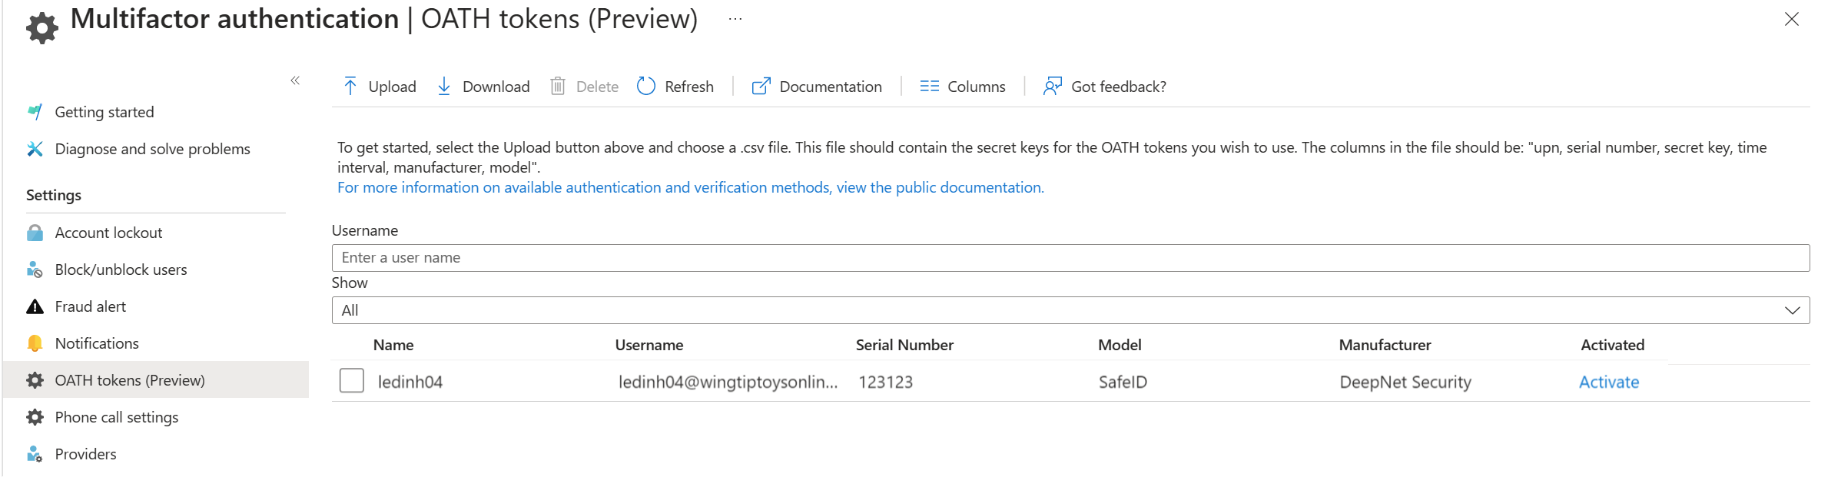 Multifactor authentication | OATH tokens (Preview) ...
«
Getting started
Diagnose and solve problems
Settings
Account lockout
Block/unblock users
Fraud alert
Notifications
OATH tokens (Preview)
Phone call settings
Providers
Upload Download Delete Refresh Documentation Columns Got feedback?
To get started, select the Upload button above and choose a .csv file. This file should contain the secret keys for the OATH tokens you wish to use. The columns in the file should be: "upn, serial number, secret key, time
interval, manufacturer, model".
For more information on available authentication and verification methods, view the public documentation.
Username
Enter a user name
Show
All
Name Username Serial Number Model Manufacturer Activated
ledinh04 ledinh04@wingtiptoysonlin... 123123 SafeID DeepNet Security Activate